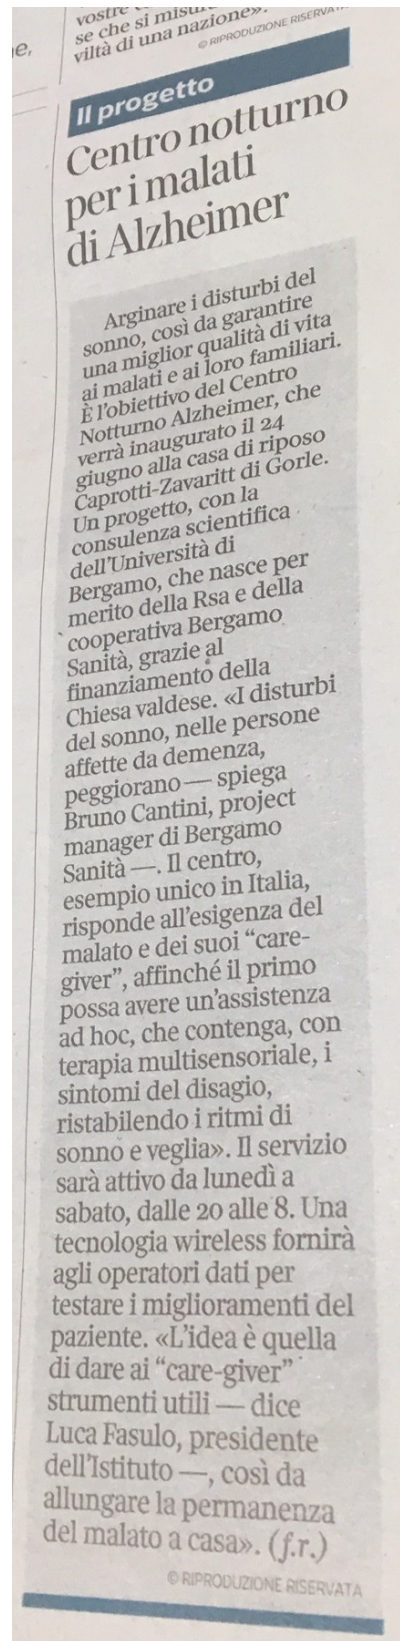 vostre
se che si misura
viltà di una nazione».
© RIPRODUZIONE RISERVATA
e,
Il progetto
Centro notturno
per i malati
di Alzheimer
Arginare i disturbi del
sonno, così da garantire
una miglior qualità di vita
ai malati e ai loro familiari.
È l'obiettivo del Centro
Notturno Alzheimer, che
verrà inaugurato il 24
giugno alla casa di riposo
Caprotti-Zavaritt di Gorle.
Un progetto, con la
consulenza scientifica
dell'Università di
Bergamo, che nasce per
merito della Rsa e della
cooperativa Bergamo
Sanità, grazie al
finanziamento della
Chiesa valdese. «I disturbi
del sonno, nelle persone
affette da demenza,
peggiorano — spiega
Bruno Cantini, project
manager di Bergamo
Sanità —. Il centro,
esempio unico in Italia,
risponde all'esigenza del
malato e dei suoi “care-
giver”, affinché il primo
possa avere un'assistenza
ad hoc, che contenga, con
terapia multisensoriale, i
sintomi del disagio,
ristabilendo i ritmi di
sonno e veglia». Il servizio
sarà attivo da lunedì a
sabato, dalle 20 alle 8. Una
tecnologia wireless fornirà
agli operatori dati per
testare i miglioramenti del
paziente. «L'idea è quella
di dare ai “care-giver”
strumenti utili — dice
Luca Fasulo, presidente
dell'Istituto —, così da
allungare la permanenza
del malato a casa». (f.r.)
© RIPRODUZIONE RISERVATA